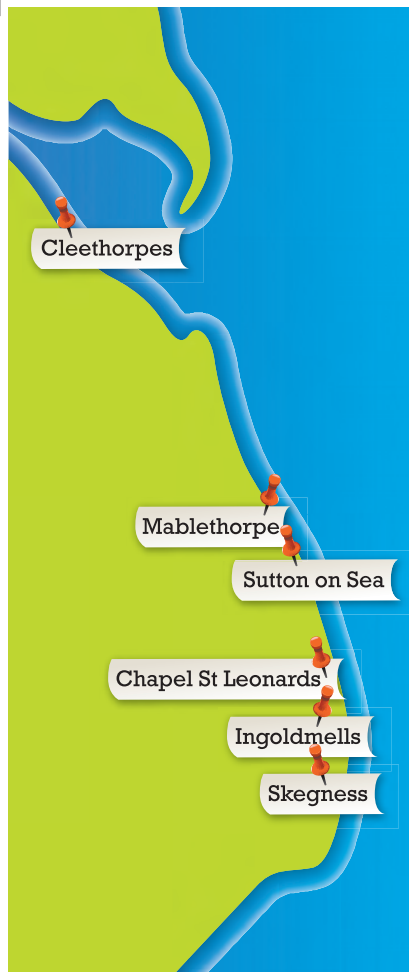 Cleethorpes
Mablethorpe
Sutton on Sea
Chapel St Leonards
Ingoldmells
Skegness